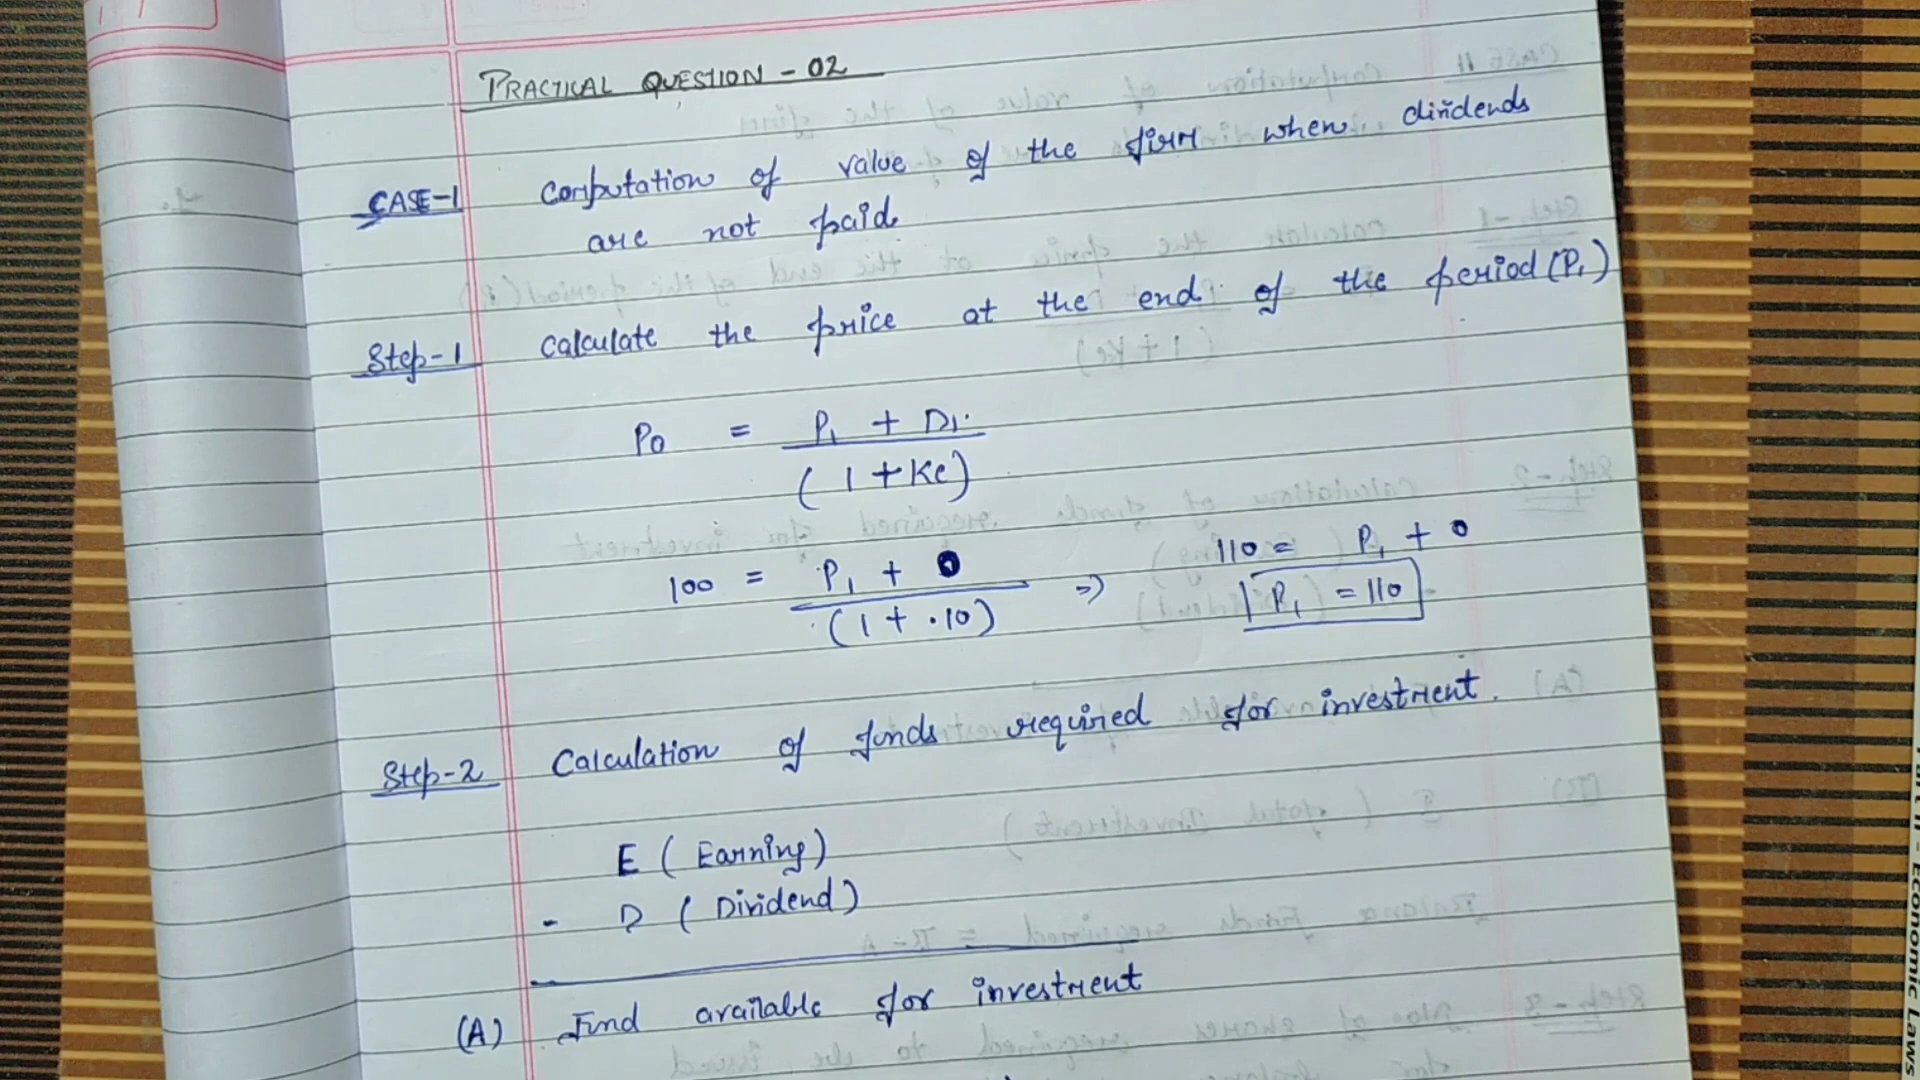 PRACTICAL QUESTION - 02
CASE-1 Computation of value of the firm when dividends
are not paid
Step-1 Calculate the price at the end of the period (P1)
P0 = P1 + D1
(1 + Ke)
100 = P1 + 0 => 110 = P1 + 0
(1 + .10) P1 = 110
Step-2 Calculation of funds required for investment.
E (Earning)
- D (Dividend)
(A) Fund available for investment
Economic Laws